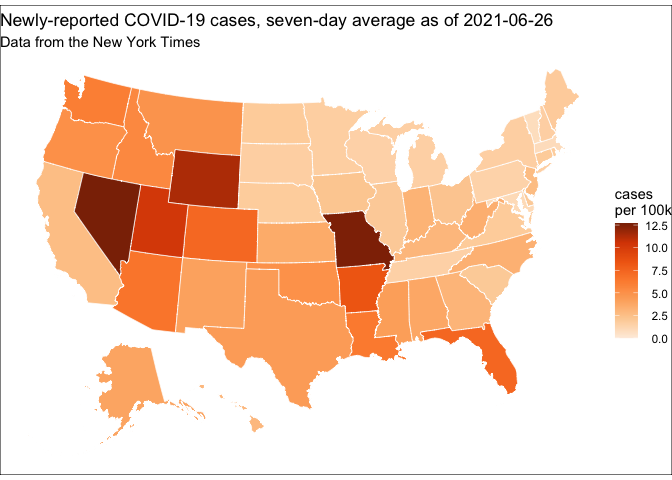 Newly-reported COVID-19 cases, seven-day average as of 2021-06-26
Data from the New York Times
cases
per 100k
12.5
10.0
7.5
5.0
2.5
0.0